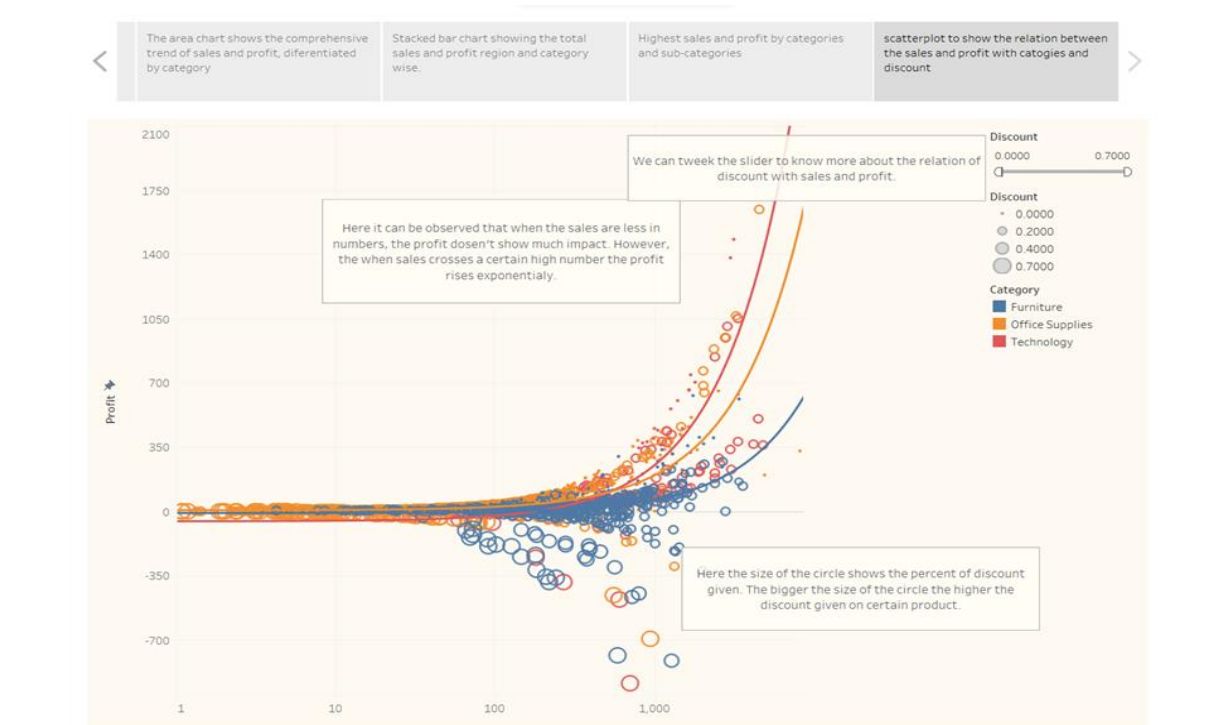 The area chart shows the comprehensive
trend of sales and profit, diferentiated
by category
Stacked bar chart showing the total
sales and profit region and category
wise.
Highest sales and profit by categories
and sub-categories
scatterplot to show the relation between
the sales and profit with catogies and
discount
2100
1750
1400
1050
700
350
0
-350
-700
Profit
1
10
100
1,000
We can tweek the slider to know more about the relation of
discount with sales and profit.
Here it can be observed that when the sales are less in
numbers, the profit dosen't show much impact. However,
the when sales crosses a certain high number the profit
rises exponentialy.
Here the size of the circle shows the percent of discount
given. The bigger the size of the circle the higher the
discount given on certain product.
Discount
0.0000 0.7000
Discount
0.0000
0.2000
0.4000
0.7000
Category
Furniture
Office Supplies
Technology